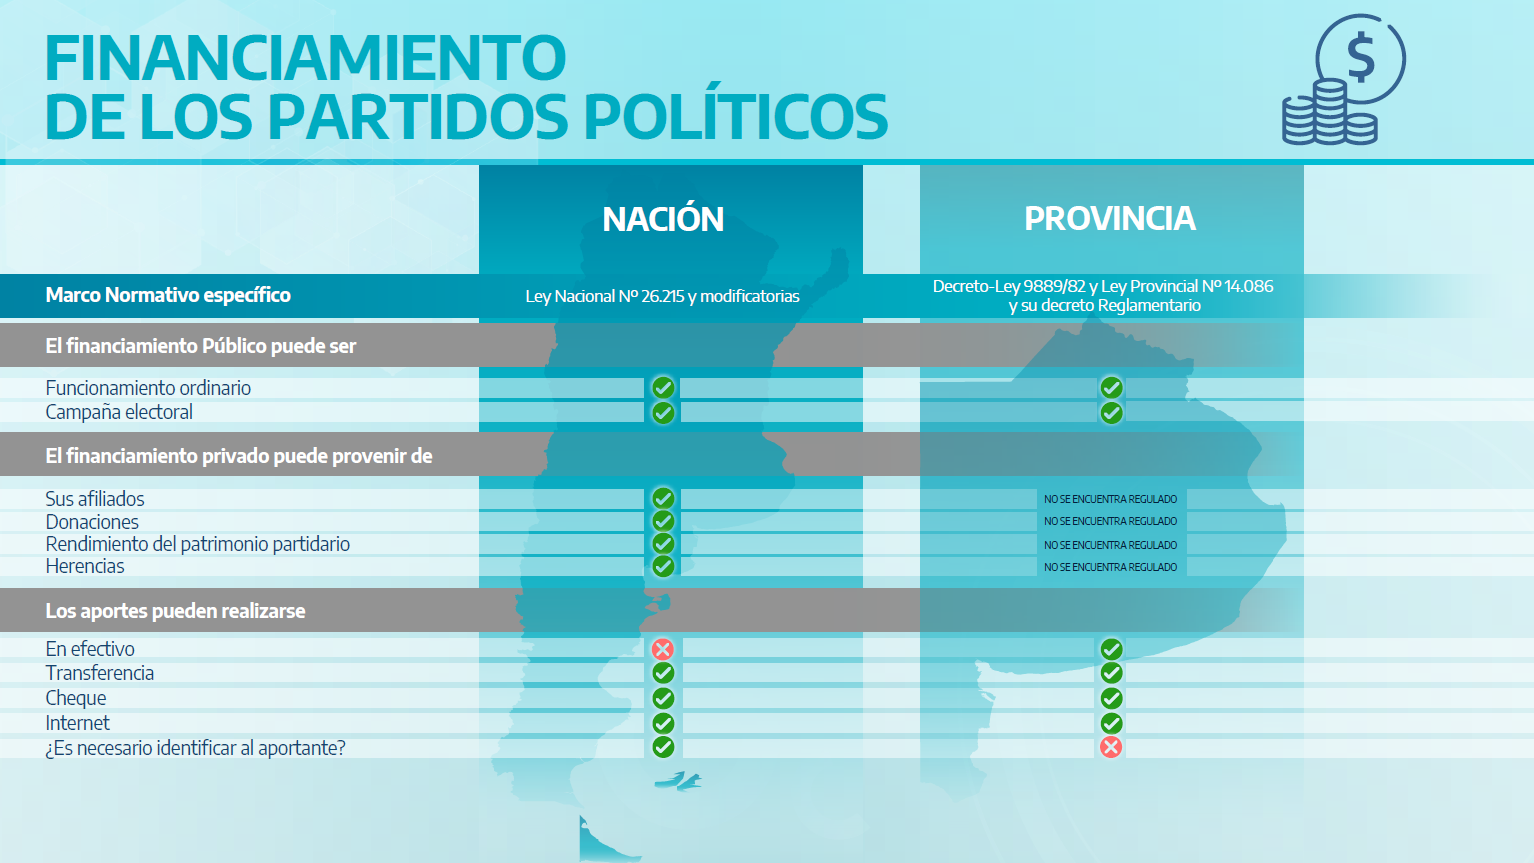 FINANCIAMIENTO
DE LOS PARTIDOS POLÍTICOS
$
NACIÓN
PROVINCIA
Marco Normativo específico
Ley Nacional Nº 26.215 y modificatorias
Decreto-Ley 9889/82 y Ley Provincial Nº 14.086
y su decreto Reglamentario
El financiamiento Público puede ser
Funcionamiento ordinario
Campaña electoral
El financiamiento privado puede provenir de
Sus afiliados
NO SE ENCUENTRA REGULADO
Donaciones
NO SE ENCUENTRA REGULADO
Rendimiento del patrimonio partidario
NO SE ENCUENTRA REGULADO
Herencias
NO SE ENCUENTRA REGULADO
Los aportes pueden realizarse
En efectivo
Transferencia
Cheque
Internet
¿Es necesario identificar al aportante?